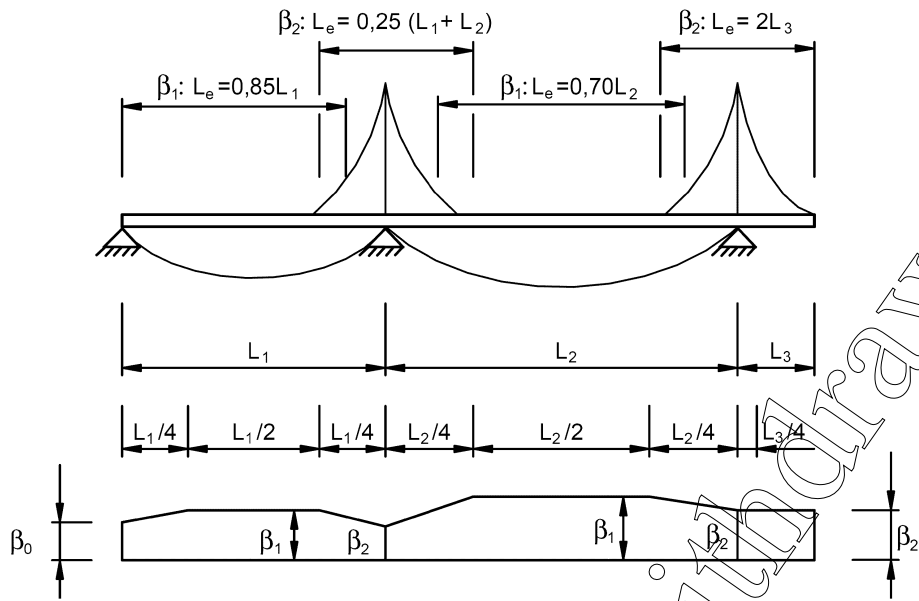 β₂: Lₑ = 0,25 (L₁ + L₂)
β₂: Lₑ = 2L₃
β₁: Lₑ =0,85L₁
β₁: Lₑ =0,70L₂
L₁
L₂
L₃
L₁/4
L₁/2
L₁/4
L₂/4
L₂/2
L₂/4
L₃/4
β₀
β₁
β₂
β₁
β₂
β₂